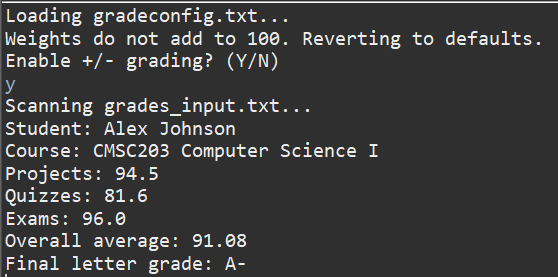 Loading gradeconfig.txt...
Weights do not add to 100. Reverting to defaults.
Enable +/- grading? (Y/N)
y
Scanning grades_input.txt...
Student: Alex Johnson
Course: CMSC203 Computer Science I
Projects: 94.5
Quizzes: 81.6
Exams: 96.0
Overall average: 91.08
Final letter grade: A-